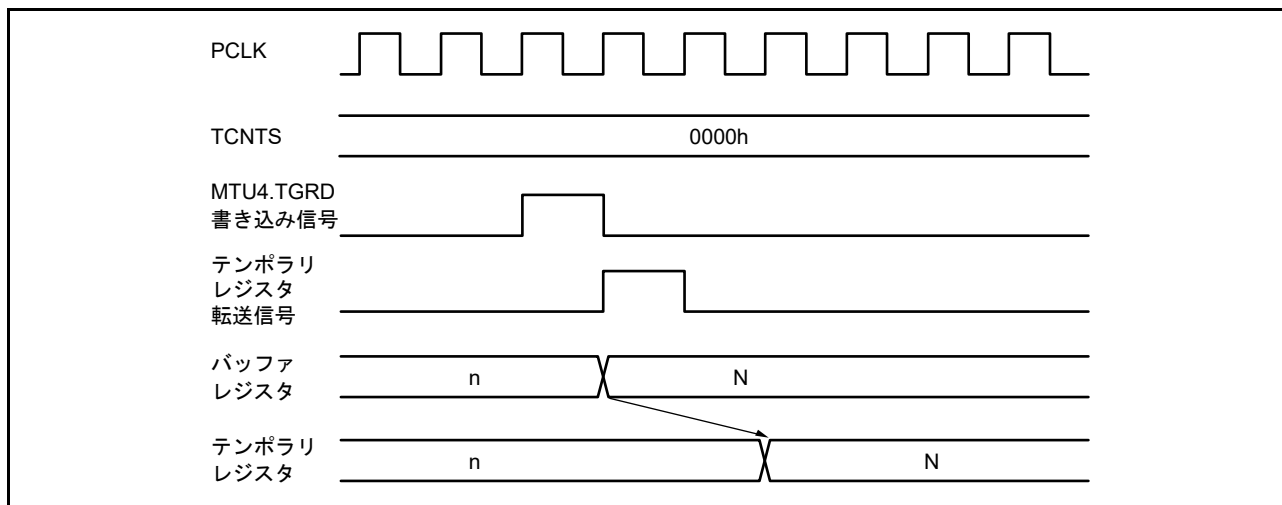 PCLK
TCNTS
0000h
MTU4.TGRD
書き込み信号
テンポラリ
レジスタ
転送信号
バッファ
レジスタ
n
N
テンポラリ
レジスタ
n
N